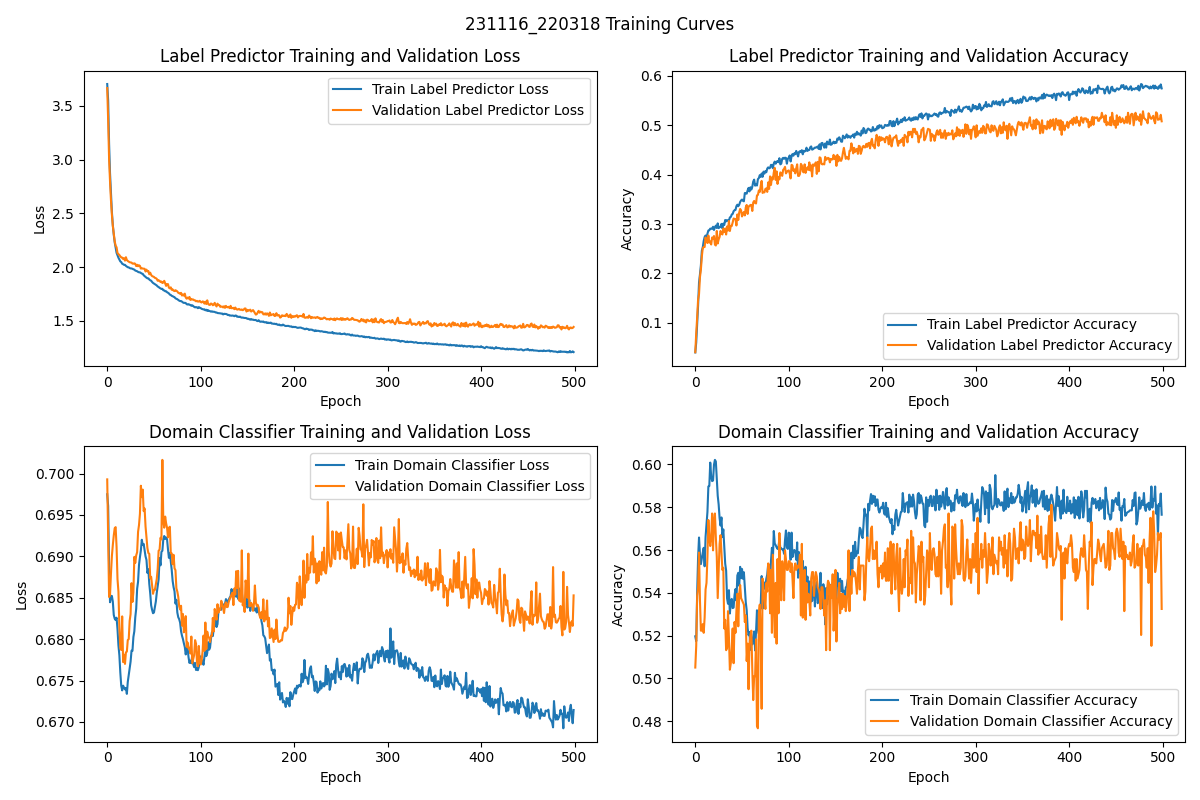 231116_220318 Training Curves
Label Predictor Training and Validation Loss
Train Label Predictor Loss
Validation Label Predictor Loss
3.5
3.0
2.5
2.0
1.5
Loss
0 100 200 300 400 500
Epoch
Label Predictor Training and Validation Accuracy
0.6
0.5
0.4
0.3
0.2
0.1
Accuracy
Train Label Predictor Accuracy
Validation Label Predictor Accuracy
0 100 200 300 400 500
Epoch
Domain Classifier Training and Validation Loss
Train Domain Classifier Loss
Validation Domain Classifier Loss
0.700
0.695
0.690
0.685
0.680
0.675
0.670
Loss
0 100 200 300 400 500
Epoch
Domain Classifier Training and Validation Accuracy
0.60
0.58
0.56
0.54
0.52
0.50
0.48
Accuracy
Train Domain Classifier Accuracy
Validation Domain Classifier Accuracy
0 100 200 300 400 500
Epoch